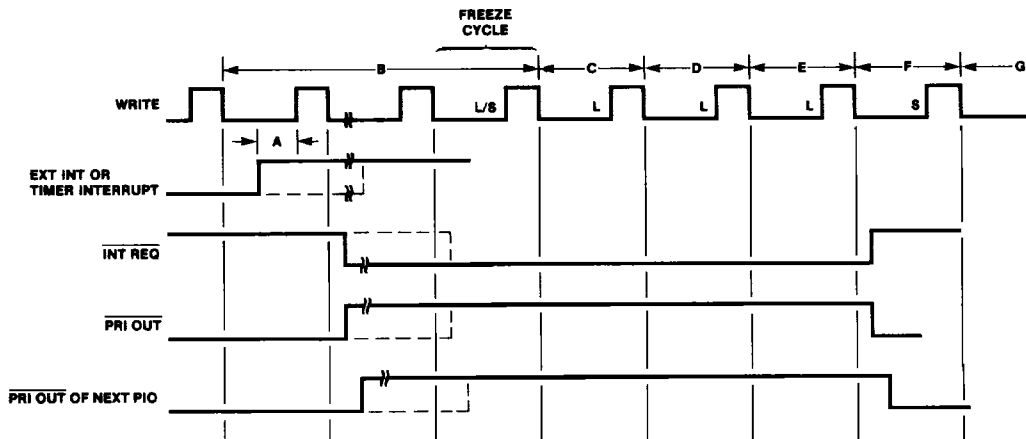 FREEZE
CYCLE
B
C
D
E
F
G
WRITE
L/S
L
L
L
S
A
EXT INT OR
TIMER INTERRUPT
INT REQ
PRI OUT
PRI OUT OF NEXT PIO